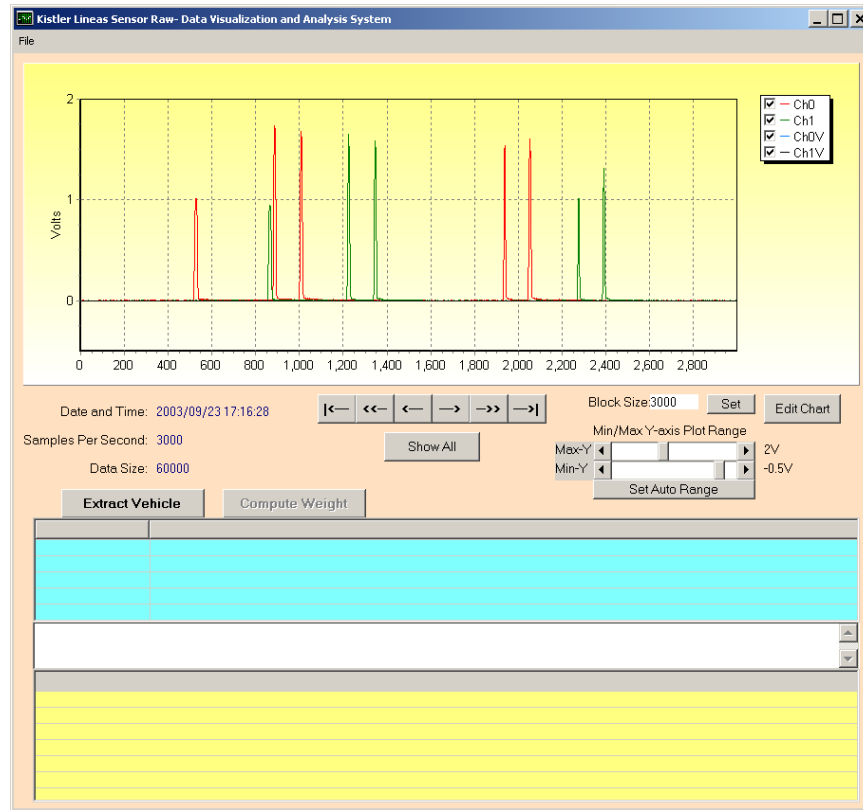 Kistler Lineas Sensor Raw- Data Visualization and Analysis System
File
2
1
0
Volts
0 200 400 600 800 1,000 1,200 1,400 1,600 1,800 2,000 2,200 2,400 2,600 2,800
Ch0
Ch1
Ch0V
Ch1V
Date and Time: 2003/09/23 17:16:28
Samples Per Second: 3000
Data Size: 60000
|<— <<— <— —> —>> —>|
Show All
Block Size: 3000 Set Edit Chart
Min/Max Y-axis Plot Range
Max-Y 2V
Min-Y -0.5V
Set Auto Range
Extract Vehicle Compute Weight